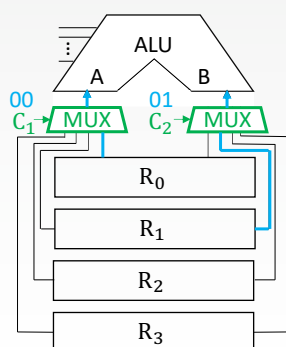 ALU
A B
00 01
C₁ MUX C₂ MUX
R₀
R₁
R₂
R₃